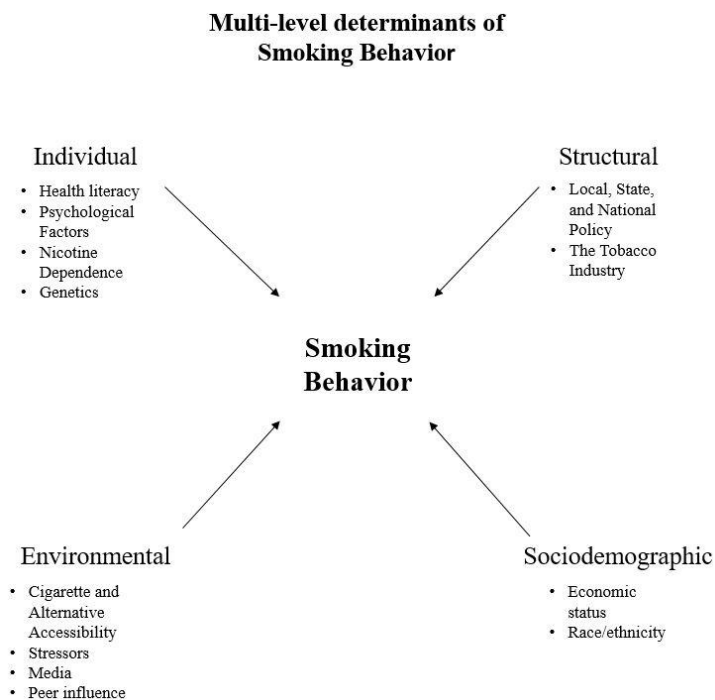 Multi-level determinants of
Smoking Behavior
Individual
• Health literacy
• Psychological
Factors
• Nicotine
Dependence
• Genetics
Structural
• Local, State,
and National
Policy
• The Tobacco
Industry
Smoking
Behavior
Environmental
• Cigarette and
Alternative
Accessibility
• Stressors
• Media
• Peer influence
Sociodemographic
• Economic
status
• Race/ethnicity